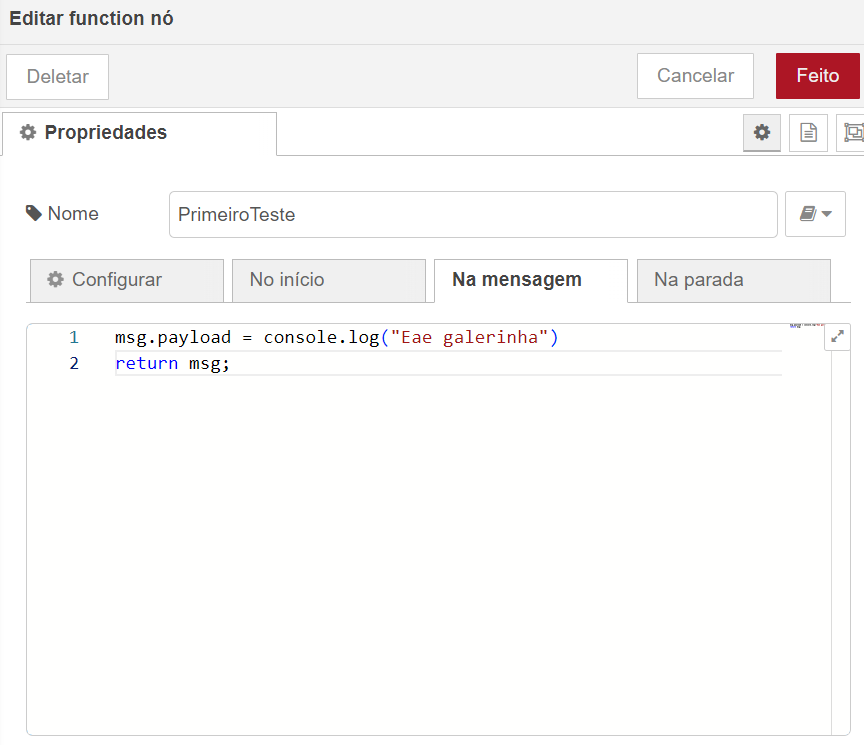 Editar function nó
Deletar
Cancelar
Feito
Propriedades
Nome
PrimeiroTeste
Configurar
No início
Na mensagem
Na parada
1 msg.payload = console.log("Eae galerinha")
2 return msg;